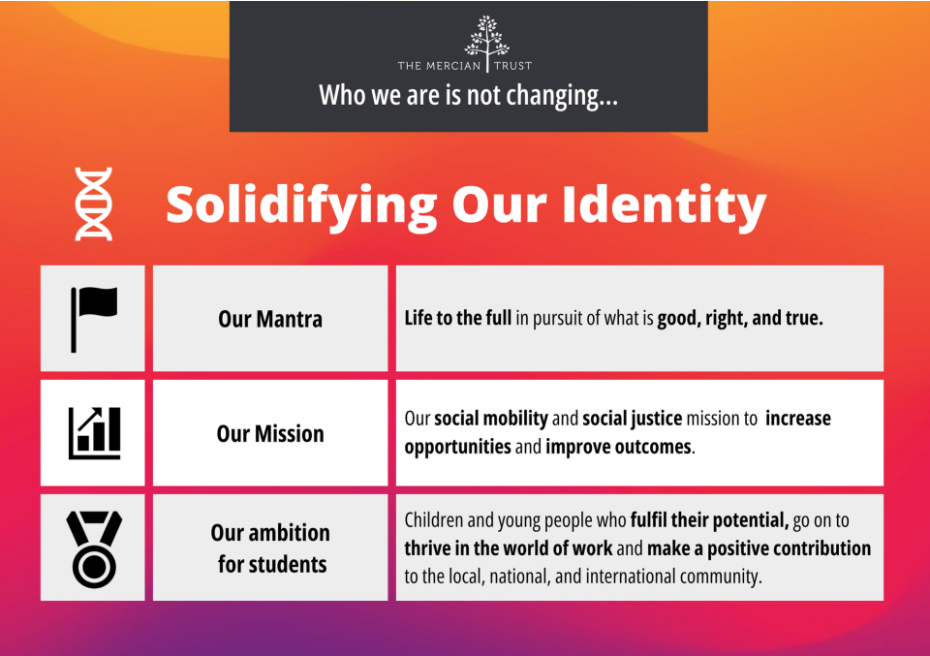 THE MERCIAN TRUST
Who we are is not changing...
Solidifying Our Identity
Our Mantra
Life to the full in pursuit of what is good, right, and true.
Our Mission
Our social mobility and social justice mission to increase
opportunities and improve outcomes.
Our ambition
for students
Children and young people who fulfil their potential, go on to
thrive in the world of work and make a positive contribution
to the local, national, and international community.